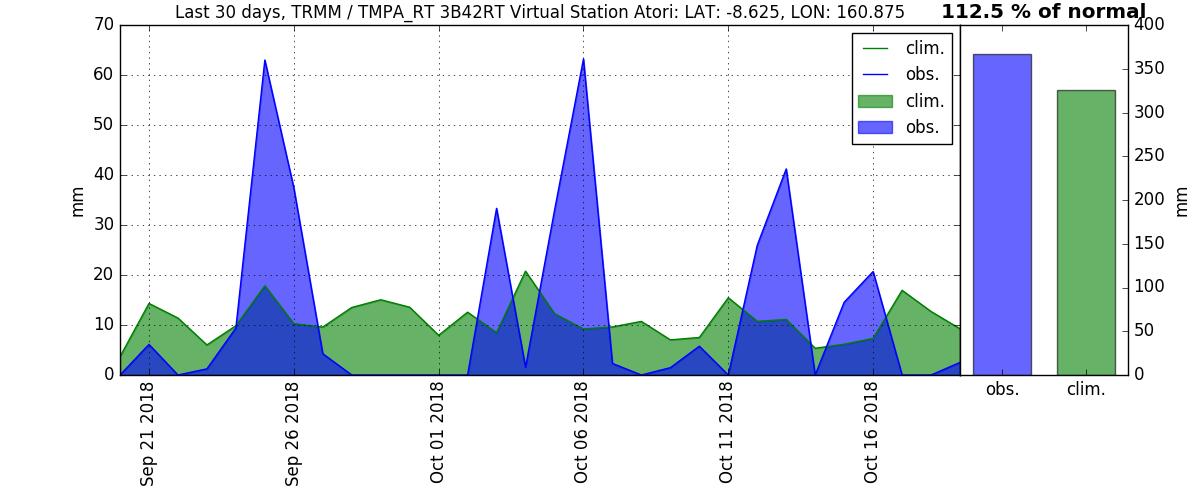 Last 30 days, TRMM / TMPA_RT 3B42RT Virtual Station Atori: LAT: -8.625, LON: 160.875
112.5 % of normal
70
60
50
40
30
20
10
0
mm
clim.
obs.
clim.
obs.
Sep 21 2018
Sep 26 2018
Oct 01 2018
Oct 06 2018
Oct 11 2018
Oct 16 2018
400
350
300
250
200
150
100
50
0
mm
obs.
clim.